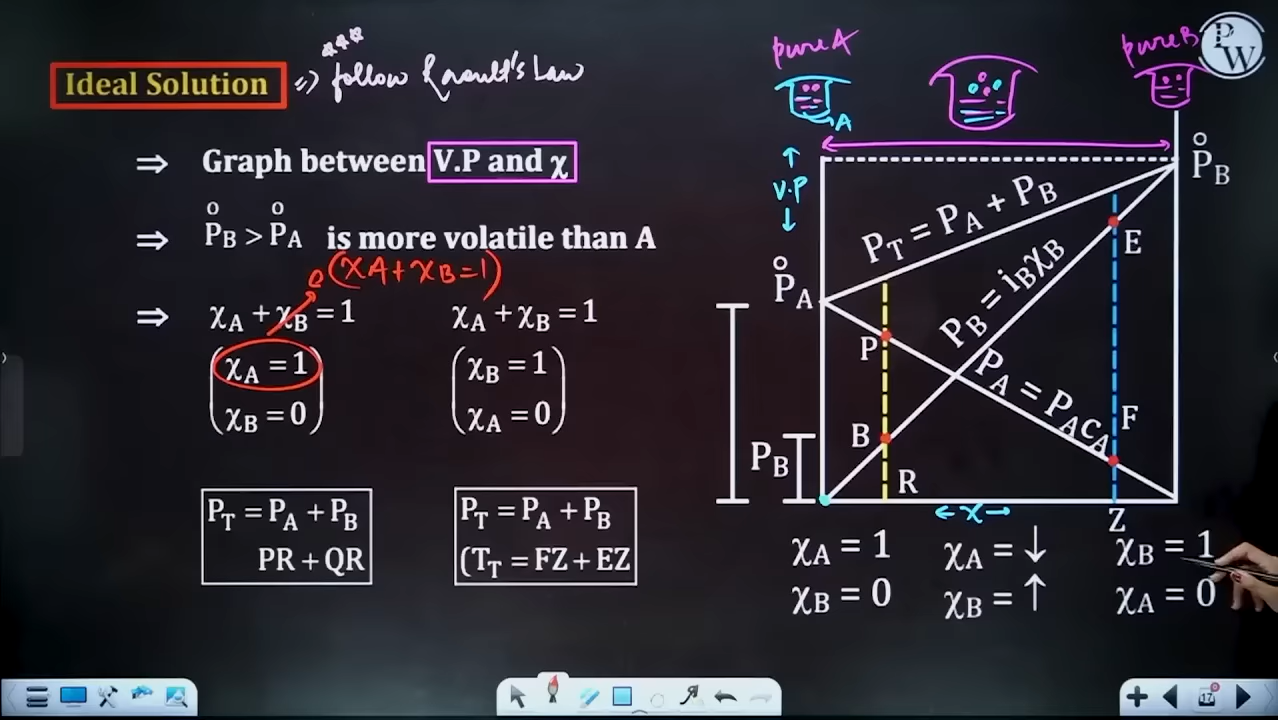 ***
Ideal Solution => follow Raoult's Law
⇒ Graph between V.P and χ
⇒ P̊B > P̊A is more volatile than A
(xA + xB = 1)
⇒ χA + χB = 1 χA + χB = 1
(χA = 1 (χB = 1
χB = 0) χA = 0)
PT = PA + PB PT = PA + PB
PR + QR (TT = FZ + EZ
pure A pure B
PW
A
V.P
P̊B
PT = PA + PB
E
P̊A
PB = iBχB
P
PA = PACA
F
B
PB
R
← x →
Z
χA = 1 χA = ↓ χB = 1
χB = 0 χB = ↑ χA = 0
17